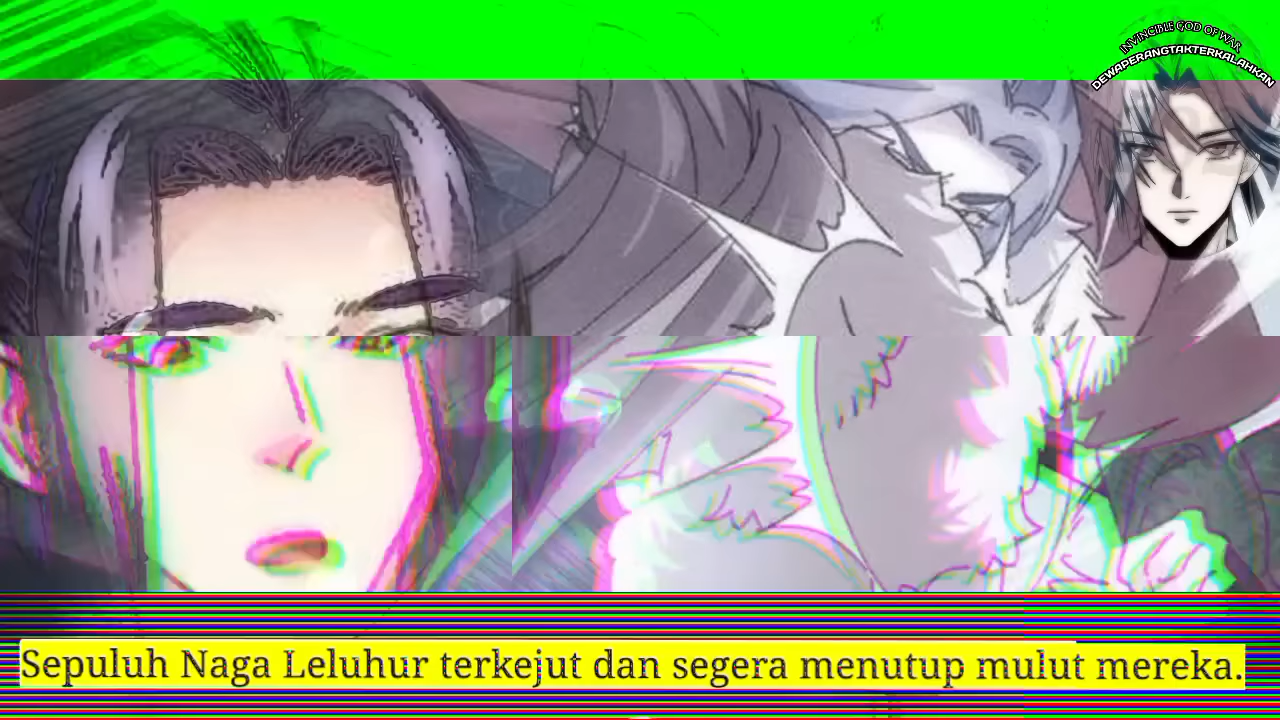 INVINCIBLE GOD OF WAR
DEWAPERANGTAKTERKALAHKAN
Sepuluh Naga Leluhur terkejut dan segera menutup mulut mereka.